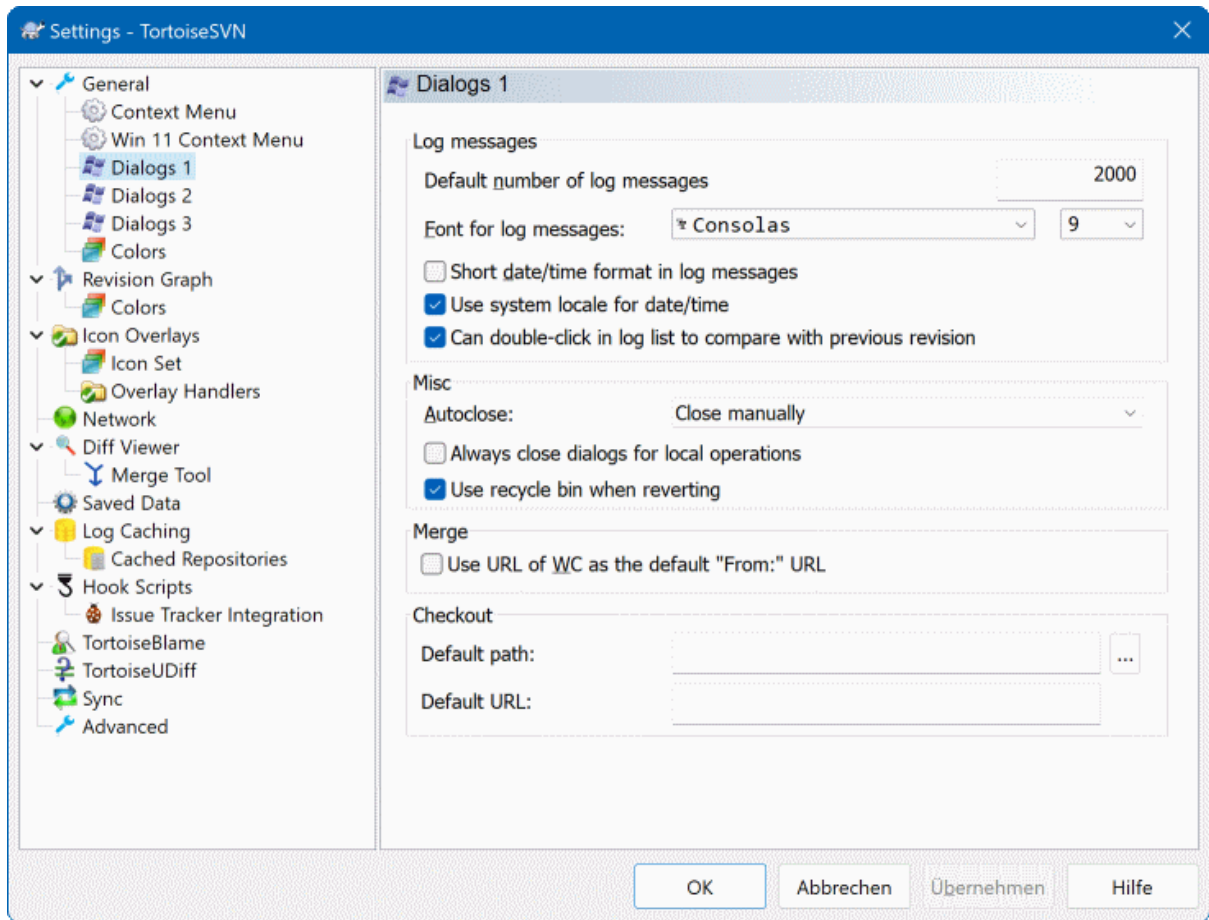 Settings - TortoiseSVN
General
Context Menu
Win 11 Context Menu
Dialogs 1
Dialogs 2
Dialogs 3
Colors
Revision Graph
Colors
Icon Overlays
Icon Set
Overlay Handlers
Network
Diff Viewer
Merge Tool
Saved Data
Log Caching
Cached Repositories
Hook Scripts
Issue Tracker Integration
TortoiseBlame
TortoiseUDiff
Sync
Advanced
Dialogs 1
Log messages
Default number of log messages 2000
Font for log messages: Consolas 9
Short date/time format in log messages
Use system locale for date/time
Can double-click in log list to compare with previous revision
Misc
Autoclose: Close manually
Always close dialogs for local operations
Use recycle bin when reverting
Merge
Use URL of WC as the default "From:" URL
Checkout
Default path: ...
Default URL:
OK Abbrechen Übernehmen Hilfe